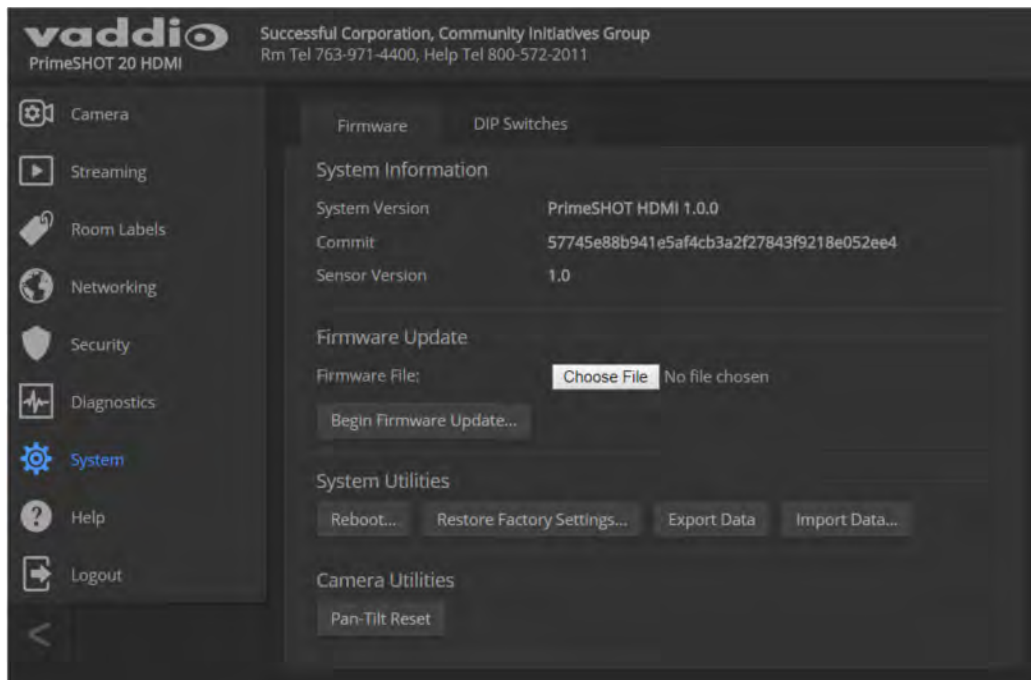 vaddio
PrimeSHOT 20 HDMI
Successful Corporation, Community Initiatives Group
Rm Tel 763-971-4400, Help Tel 800-572-2011
Camera
Streaming
Room Labels
Networking
Security
Diagnostics
System
Help
Logout
<
Firmware
DIP Switches
System Information
System Version PrimeSHOT HDMI 1.0.0
Commit 57745e88b941e5af4cb3a2f27843f9218e052ee4
Sensor Version 1.0
Firmware Update
Firmware File: Choose File No file chosen
Begin Firmware Update...
System Utilities
Reboot... Restore Factory Settings... Export Data Import Data...
Camera Utilities
Pan-Tilt Reset